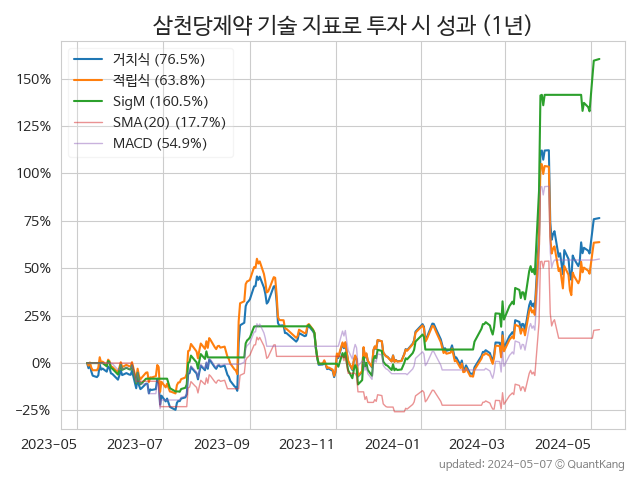 삼천당제약 기술 지표로 투자 시 성과 (1년)
거치식 (76.5%)
적립식 (63.8%)
SigM (160.5%)
SMA(20) (17.7%)
MACD (54.9%)
150%
125%
100%
75%
50%
25%
0%
−25%
2023-05 2023-07 2023-09 2023-11 2024-01 2024-03 2024-05
updated: 2024-05-07 © QuantKang